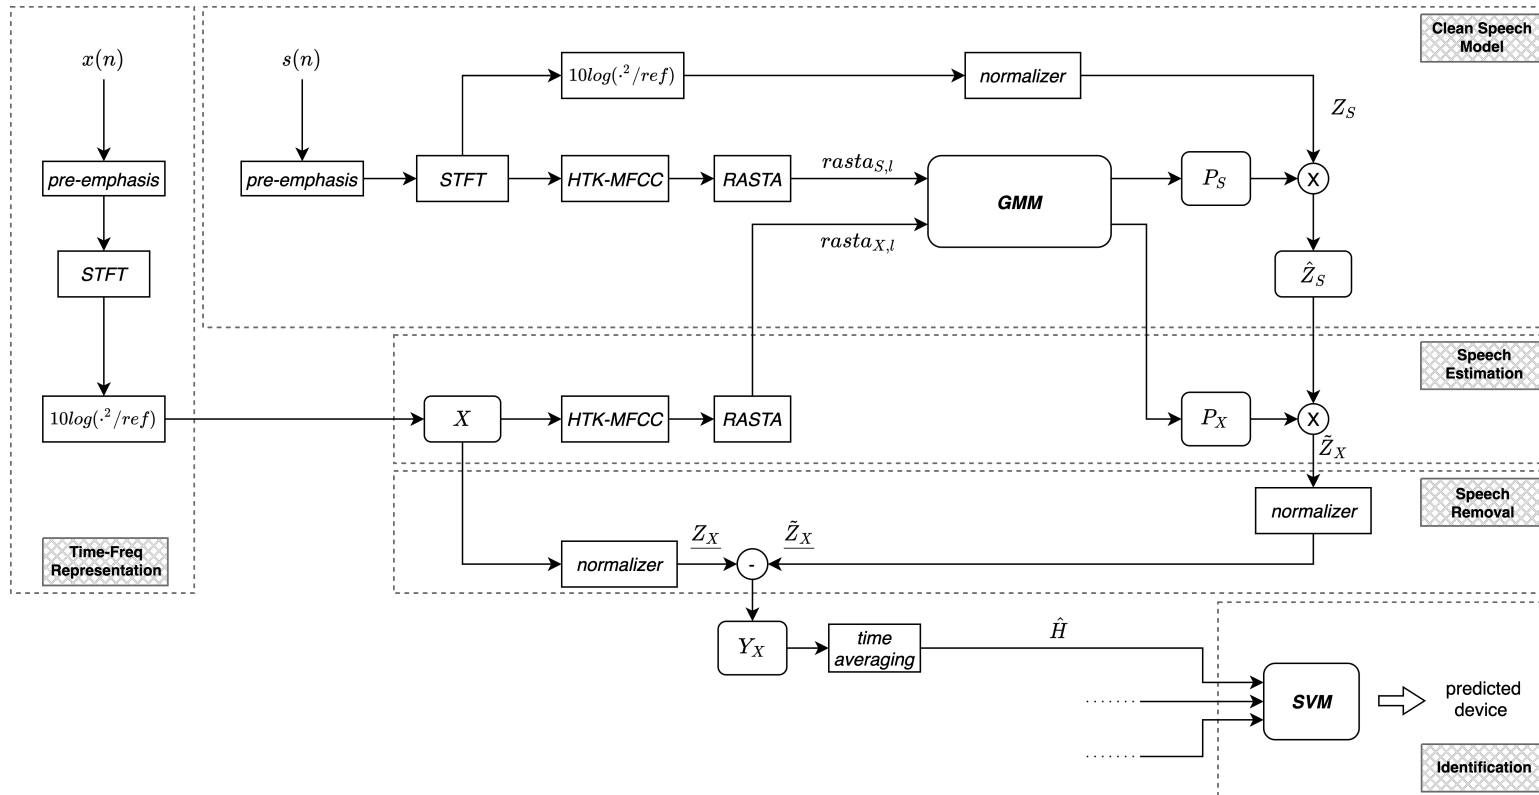 x(n)
s(n)
10log(·²/ref)
normalizer
Clean Speech
Model
Z_S
pre-emphasis
pre-emphasis
STFT
HTK-MFCC
RASTA
rasta_{S,l}
GMM
P_S
X
rasta_{X,l}
STFT
Ẑ_S
Speech
Estimation
10log(·²/ref)
X
HTK-MFCC
RASTA
P_X
X
Z̃_X
Speech
Removal
normalizer
Time-Freq
Representation
normalizer
Z_X
-
Z̃_X
Y_X
time
averaging
Ĥ
SVM
predicted
device
Identification